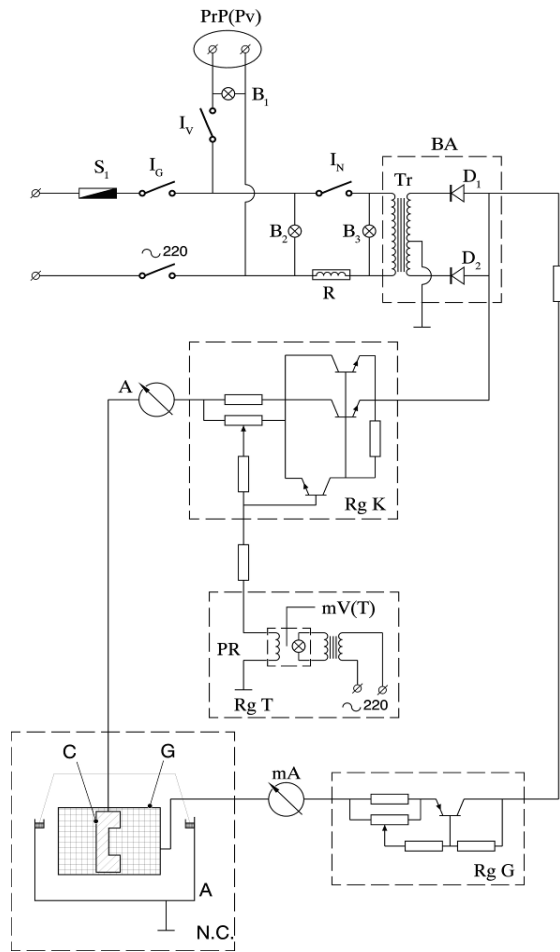 PrP(Pv)
B1
IV
BA
S1
IG
IN
Tr
D1
B2
B3
∼220
D2
R
A
Rg K
mV(T)
PR
Rg T
∼220
C
G
mA
A
Rg G
N.C.